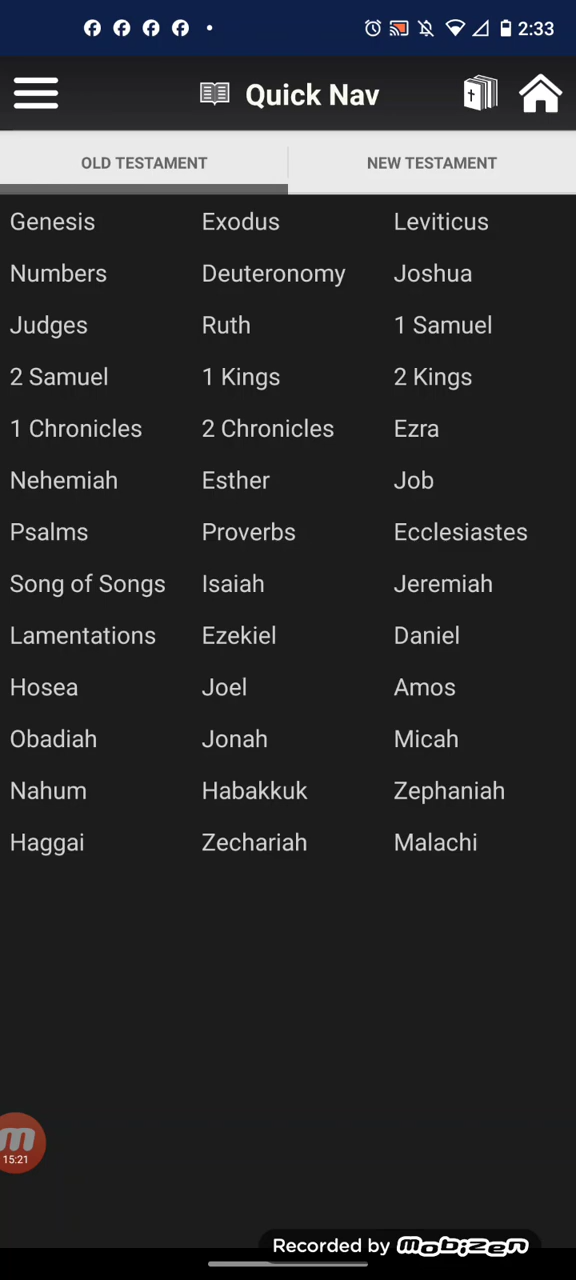 2:33
Quick Nav
OLD TESTAMENT NEW TESTAMENT
Genesis Exodus Leviticus
Numbers Deuteronomy Joshua
Judges Ruth 1 Samuel
2 Samuel 1 Kings 2 Kings
1 Chronicles 2 Chronicles Ezra
Nehemiah Esther Job
Psalms Proverbs Ecclesiastes
Song of Songs Isaiah Jeremiah
Lamentations Ezekiel Daniel
Hosea Joel Amos
Obadiah Jonah Micah
Nahum Habakkuk Zephaniah
Haggai Zechariah Malachi
15:21
Recorded by mobizen